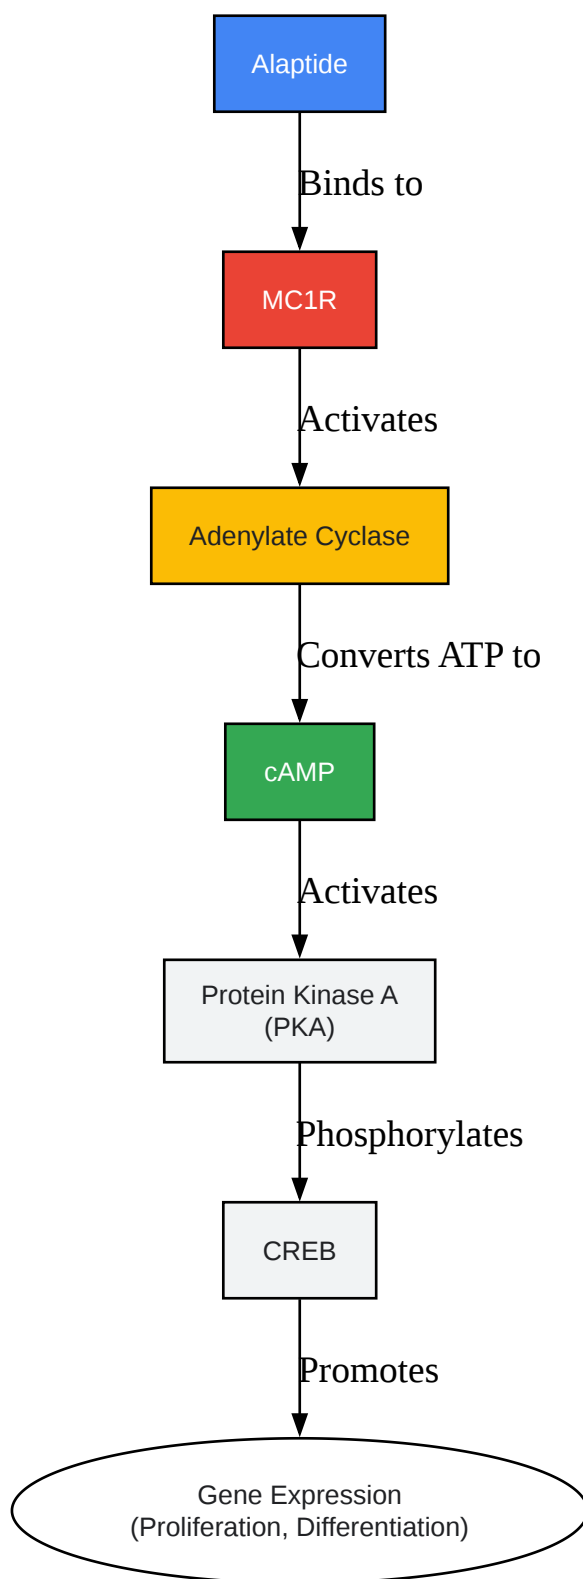 Alaptide
Binds to
MC1R
Activates
Adenylate Cyclase
Converts ATP to
cAMP
Activates
Protein Kinase A
(PKA)
Phosphorylates
CREB
Promotes
Gene Expression
(Proliferation, Differentiation)